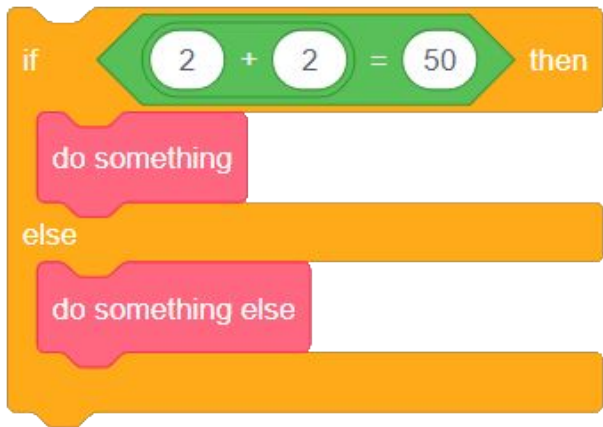 if 2 + 2 = 50 then
do something
else
do something else